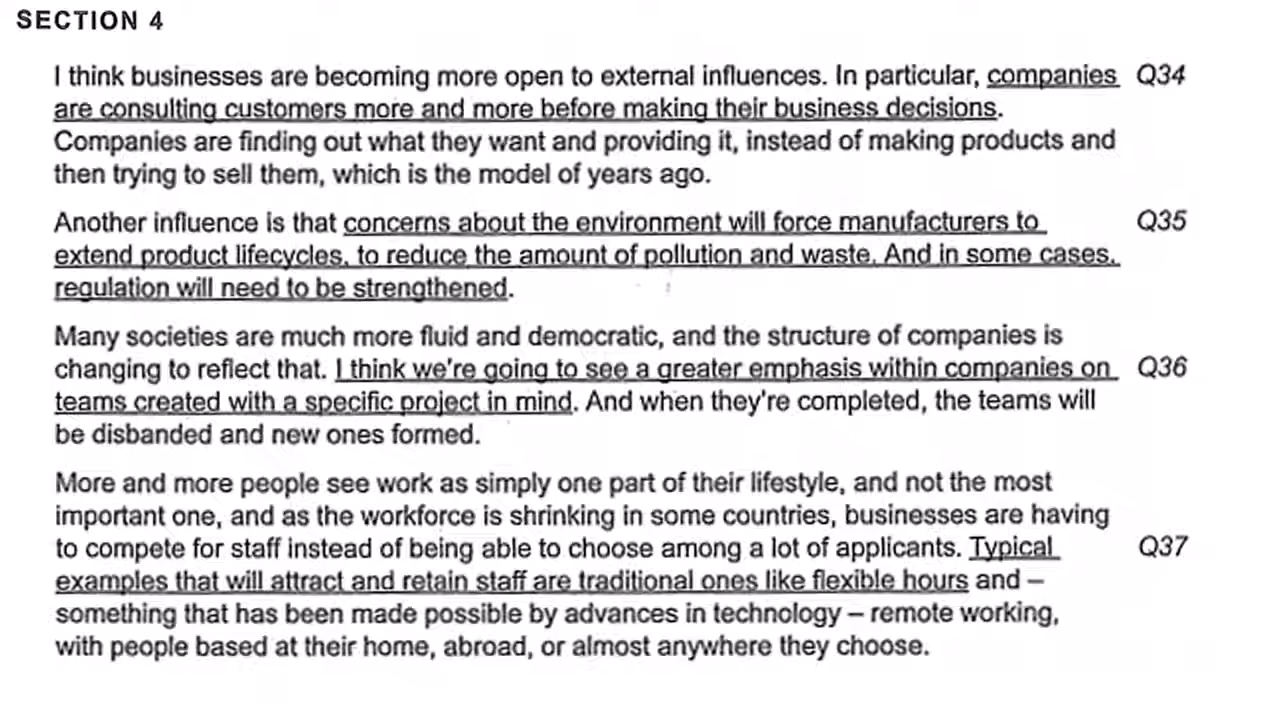 SECTION 4
I think businesses are becoming more open to external influences. In particular, companies Q34
are consulting customers more and more before making their business decisions.
Companies are finding out what they want and providing it, instead of making products and
then trying to sell them, which is the model of years ago.
Another influence is that concerns about the environment will force manufacturers to Q35
extend product lifecycles, to reduce the amount of pollution and waste. And in some cases,
regulation will need to be strengthened.
Many societies are much more fluid and democratic, and the structure of companies is
changing to reflect that. I think we're going to see a greater emphasis within companies on Q36
teams created with a specific project in mind. And when they're completed, the teams will
be disbanded and new ones formed.
More and more people see work as simply one part of their lifestyle, and not the most
important one, and as the workforce is shrinking in some countries, businesses are having
to compete for staff instead of being able to choose among a lot of applicants. Typical Q37
examples that will attract and retain staff are traditional ones like flexible hours and –
something that has been made possible by advances in technology – remote working,
with people based at their home, abroad, or almost anywhere they choose.